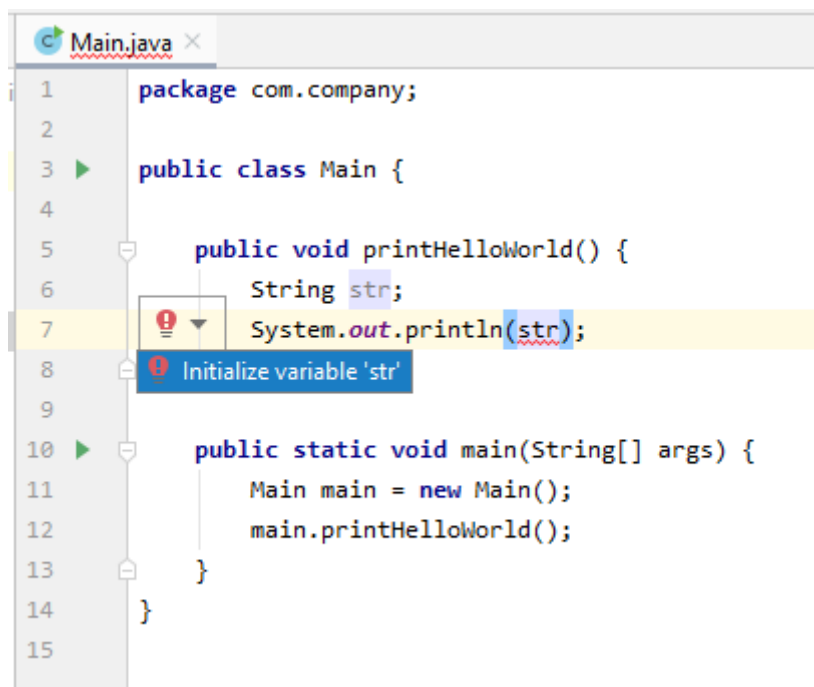 Main.java
1 package com.company;
2
3 public class Main {
4
5     public void printHelloWorld() {
6         String str;
7         System.out.println(str);
8 Initialize variable 'str'
9
10     public static void main(String[] args) {
11         Main main = new Main();
12         main.printHelloWorld();
13     }
14 }
15